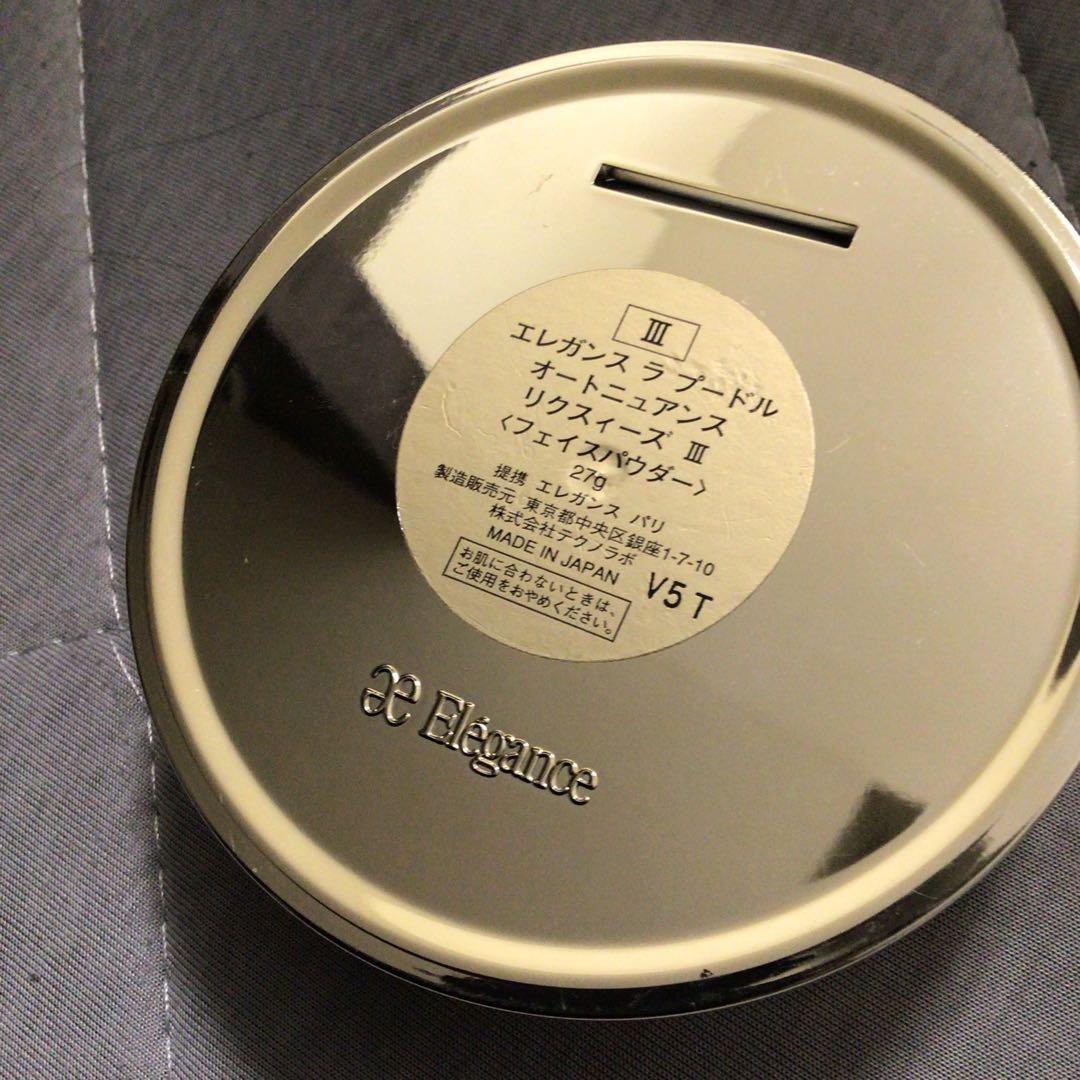 Ⅲ
エレガンス ラ プードル
オートニュアンス
リクスィーズ Ⅲ
〈フェイスパウダー〉
27g
提携 エレガンス パリ
製造販売元 東京都中央区銀座1-7-10
株式会社テクノラボ
MADE IN JAPAN
V5T
お肌に合わないときは、
ご使用をおやめください。
æ Elégance